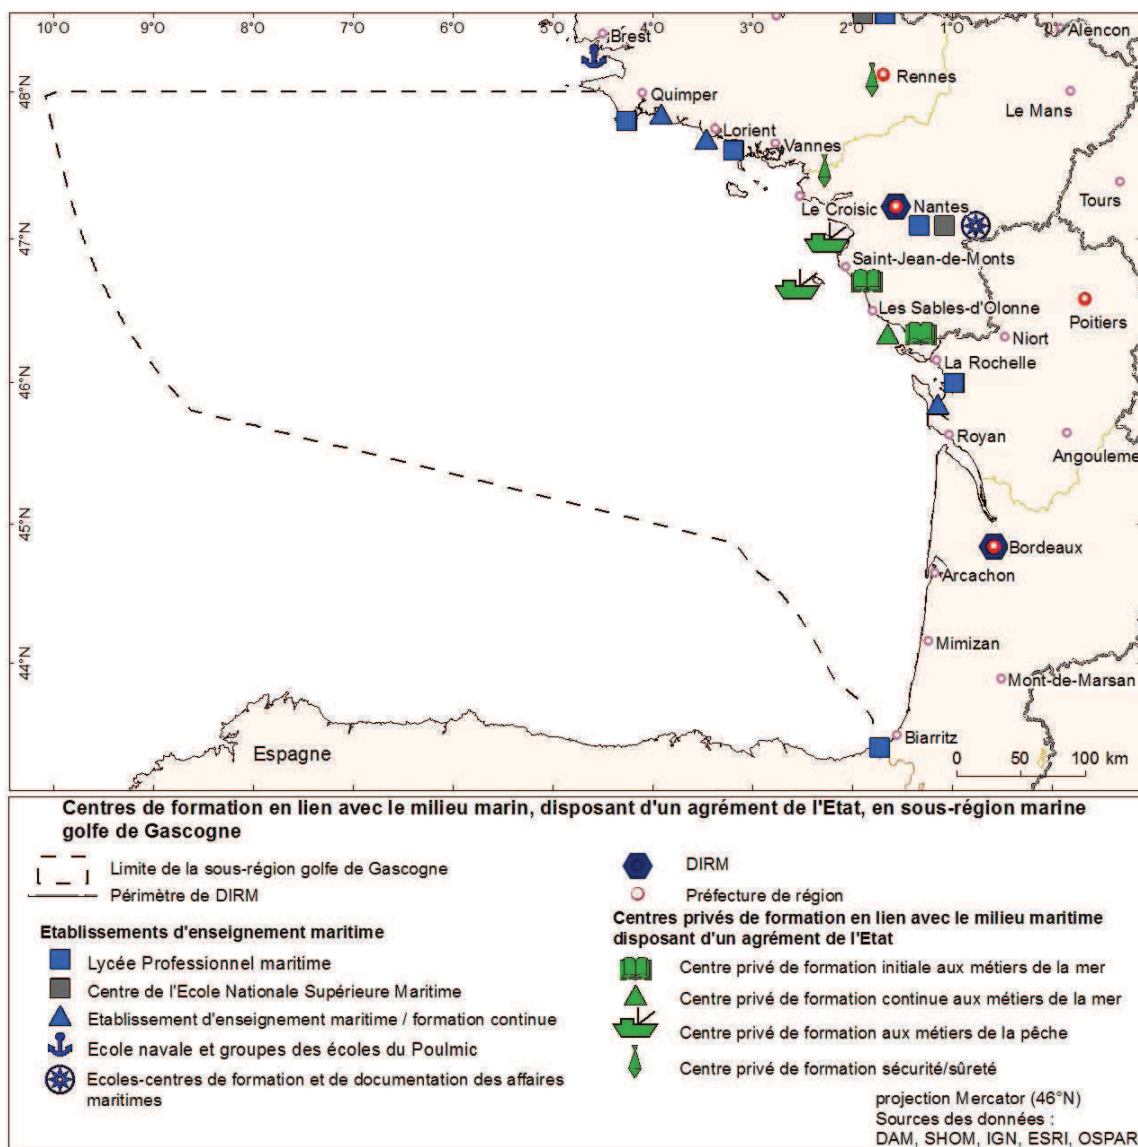 10°O 9°O 8°O 7°O 6°O 5°O 4°O 3°O 2°O 1°O
Brest
Alençon
Rennes
48°N
Quimper
Le Mans
Lorient
Vannes
Tours
Le Croisic
Nantes
47°N
Saint-Jean-de-Monts
Les Sables-d'Olonne
Poitiers
Niort
La Rochelle
46°N
Royan
Angouleme
45°N
Bordeaux
Arcachon
Mimizan
44°N
Mont-de-Marsan
Biarritz
Espagne
0 50 100 km
Centres de formation en lien avec le milieu marin, disposant d'un agrément de l'Etat, en sous-région marine
golfe de Gascogne
Limite de la sous-région golfe de Gascogne
Périmètre de DIRM
Etablissements d'enseignement maritime
Lycée Professionnel maritime
Centre de l'Ecole Nationale Supérieure Maritime
Etablissement d'enseignement maritime / formation continue
Ecole navale et groupes des écoles du Poulmic
Ecoles-centres de formation et de documentation des affaires
maritimes
DIRM
Préfecture de région
Centres privés de formation en lien avec le milieu maritime
disposant d'un agrément de l'Etat
Centre privé de formation initiale aux métiers de la mer
Centre privé de formation continue aux métiers de la mer
Centre privé de formation aux métiers de la pêche
Centre privé de formation sécurité/sûreté
projection Mercator (46°N)
Sources des données :
DAM, SHOM, IGN, ESRI, OSPAR